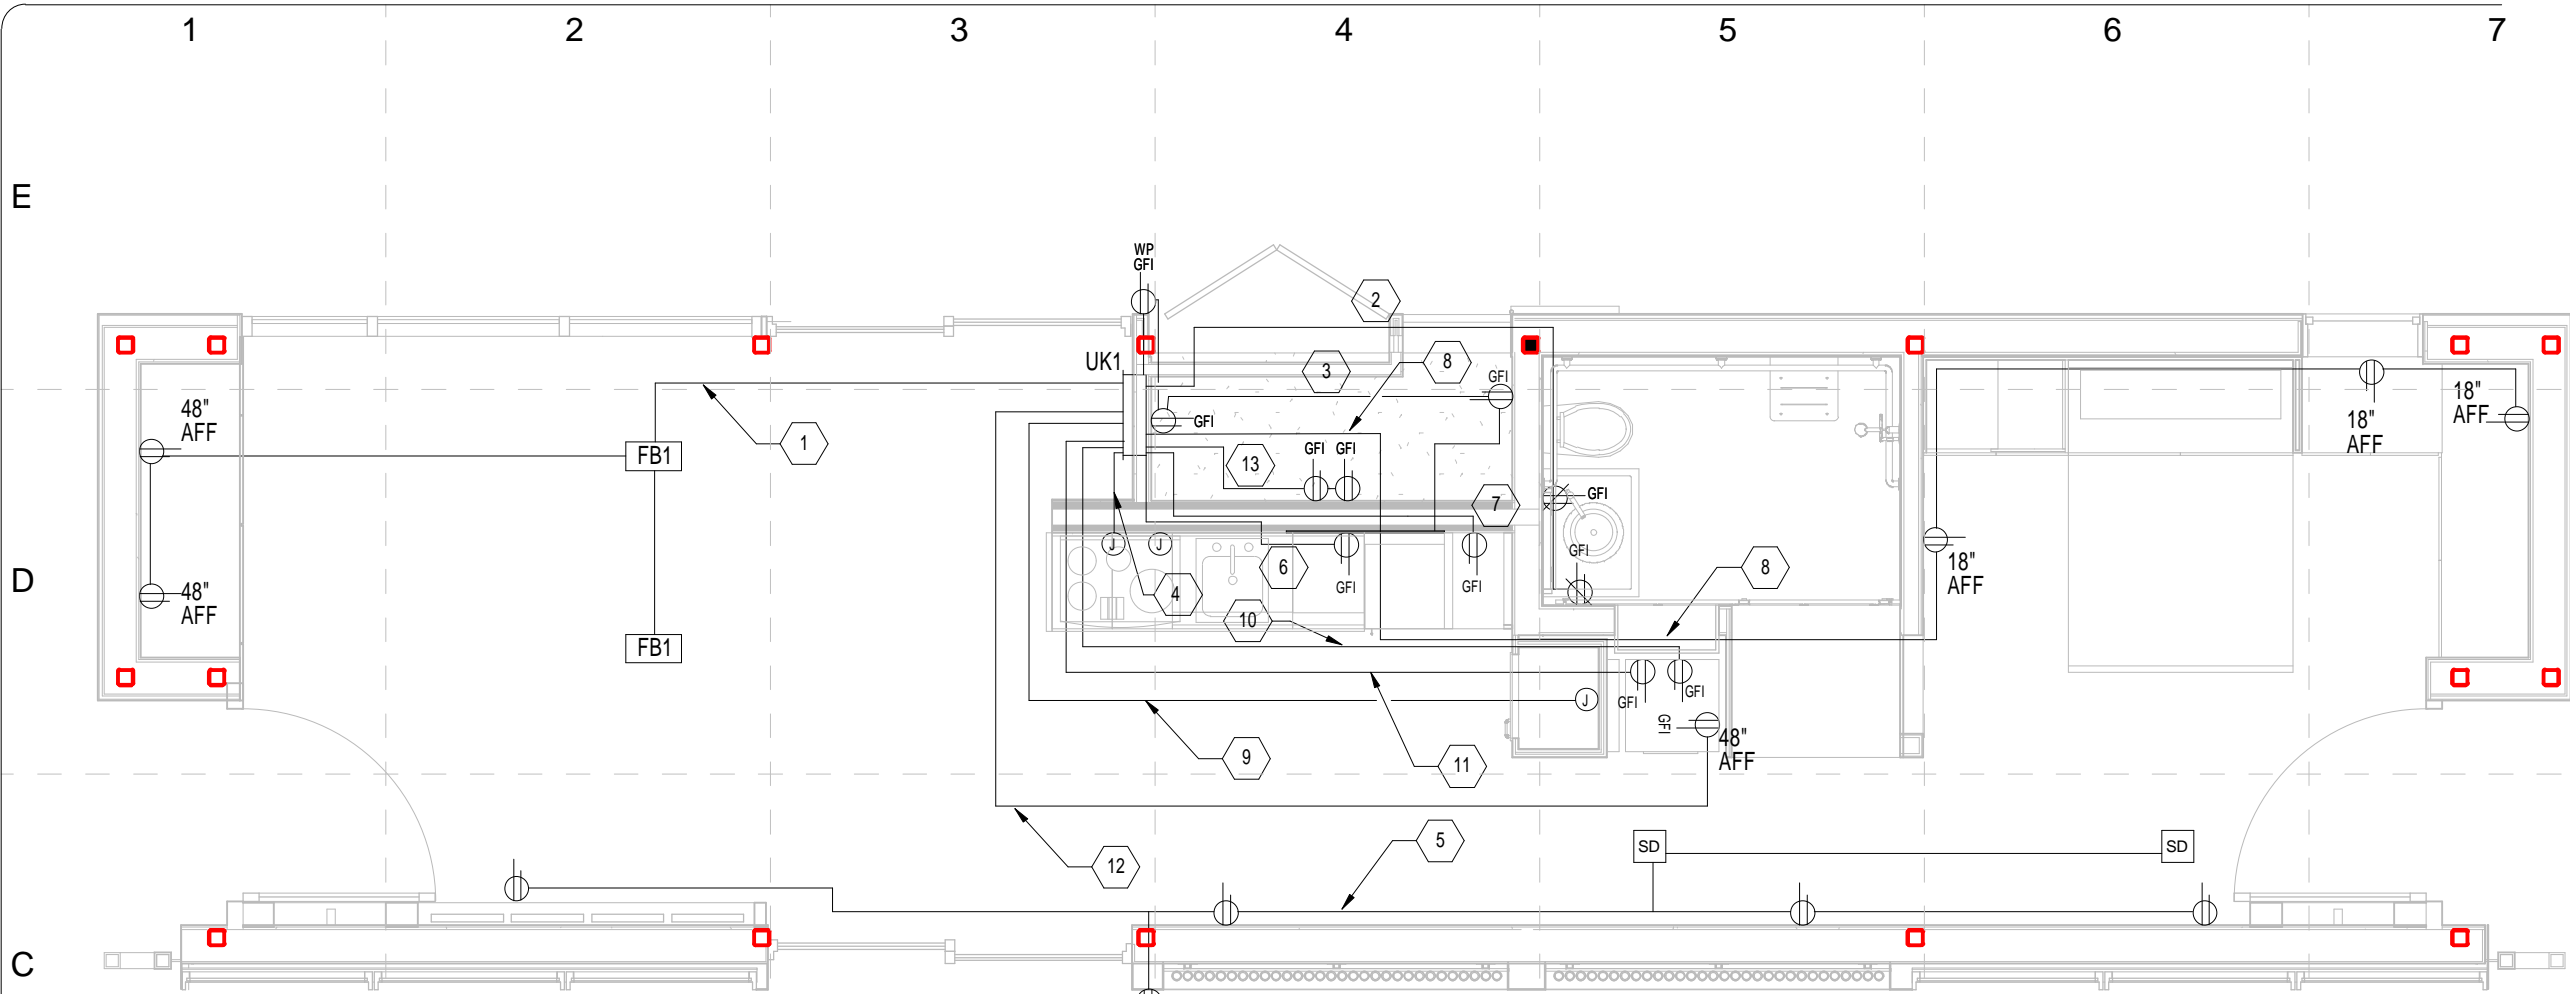 1 2 3 4 5 6 7
E
WP
GFI
2
UK1
3
8
GFI
48"
AFF
1
FB1
GFI
GFI GFI
13
7
GFI
18"
AFF
18"
AFF
D
J J
6
GFI
GFI
GFI
8
18"
AFF
48"
AFF
4
10
FB1
GFI
GFI
J
GFI
48"
AFF
9
11
5
SD
SD
12
C